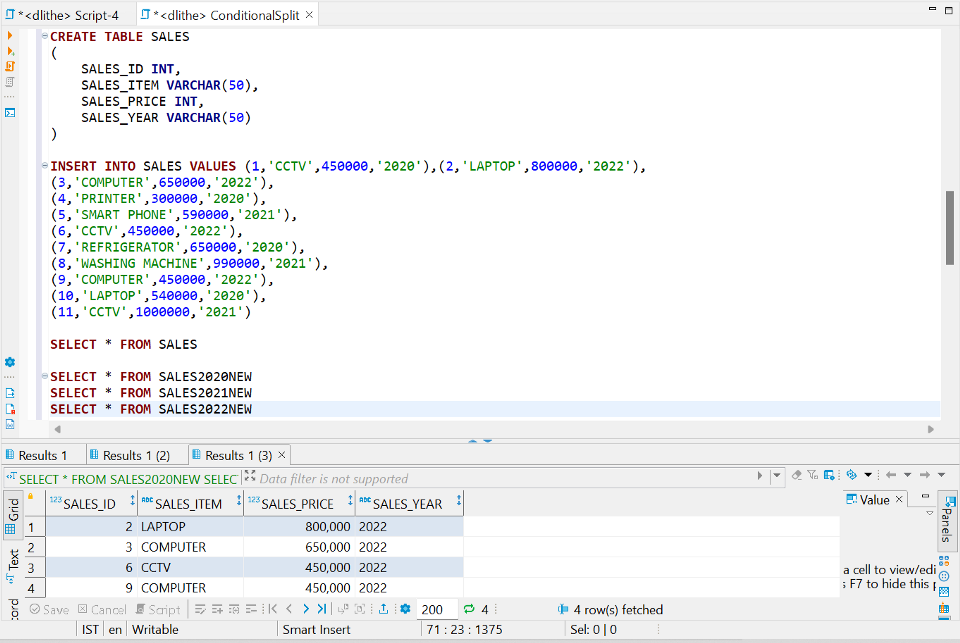 *<dlithe> Script-4
*<dlithe> ConditionalSplit
CREATE TABLE SALES
(
SALES_ID INT,
SALES_ITEM VARCHAR(50),
SALES_PRICE INT,
SALES_YEAR VARCHAR(50)
)
INSERT INTO SALES VALUES (1,'CCTV',450000,'2020'),(2,'LAPTOP',800000,'2022'),
(3,'COMPUTER',650000,'2022'),
(4,'PRINTER',300000,'2020'),
(5,'SMART PHONE',590000,'2021'),
(6,'CCTV',450000,'2022'),
(7,'REFRIGERATOR',650000,'2020'),
(8,'WASHING MACHINE',990000,'2021'),
(9,'COMPUTER',450000,'2022'),
(10,'LAPTOP',540000,'2020'),
(11,'CCTV',1000000,'2021')
SELECT * FROM SALES
SELECT * FROM SALES2020NEW
SELECT * FROM SALES2021NEW
SELECT * FROM SALES2022NEW
Results 1 Results 1 (2) Results 1 (3)
SELECT * FROM SALES2020NEW SELEC Data filter is not supported
Grid
Text
ord
123 SALES_ID ABC SALES_ITEM 123 SALES_PRICE ABC SALES_YEAR
1 2 LAPTOP 800,000 2022
2 3 COMPUTER 650,000 2022
3 6 CCTV 450,000 2022
4 9 COMPUTER 450,000 2022
Value
a cell to view/edi
F7 to hide this p
Panels
Save Cancel Script 200 4 4 row(s) fetched
IST en Writable Smart Insert 71 : 23 : 1375 Sel: 0 | 0